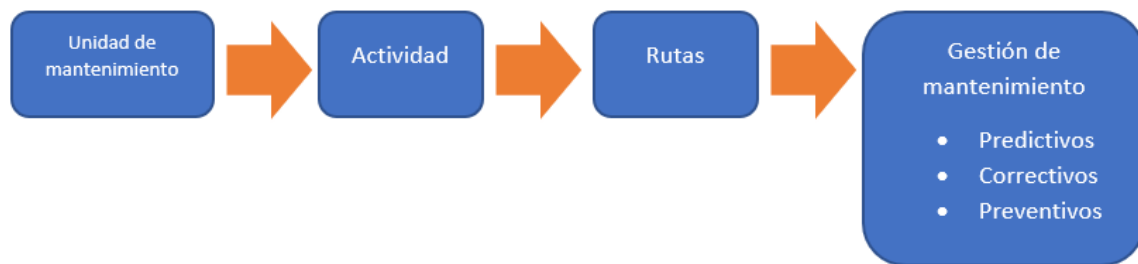 Unidad de
mantenimiento
Actividad
Rutas
Gestión de
mantenimiento
• Predictivos
• Correctivos
• Preventivos